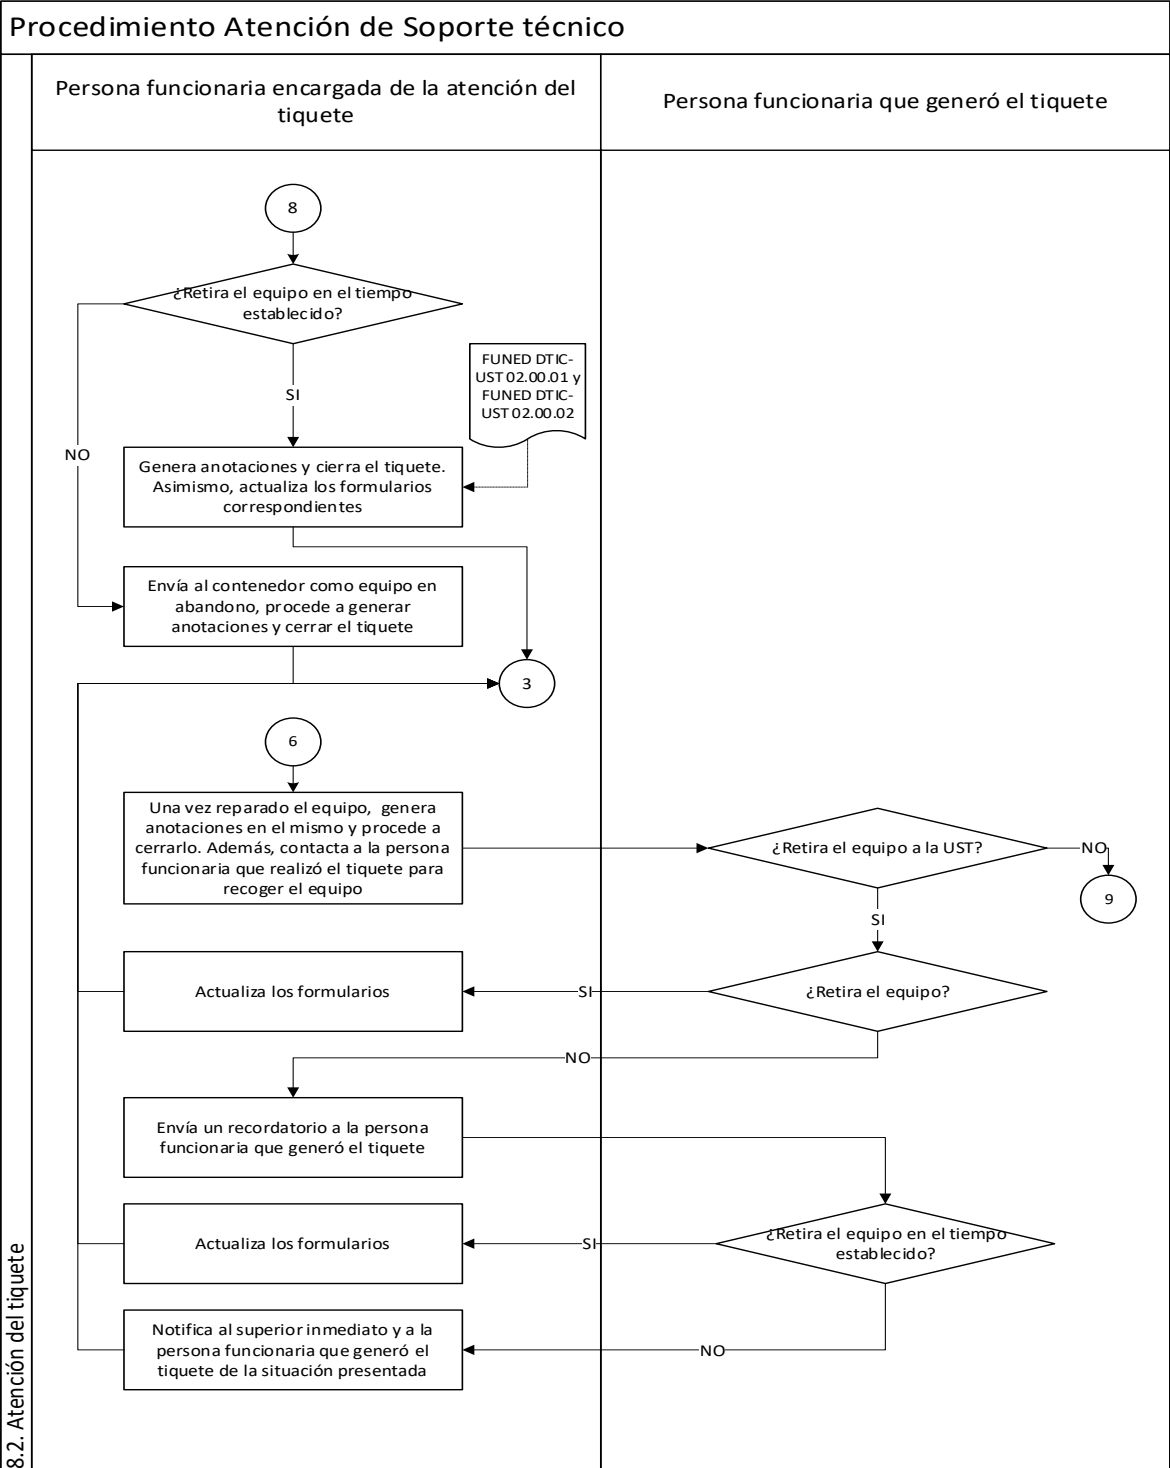 Procedimiento Atención de Soporte técnico
Persona funcionaria encargada de la atención del
tiquete
Persona funcionaria que generó el tiquete
8
¿Retira el equipo en el tiempo
establecido?
SI
NO
FUNED DTIC-
UST 02.00.01 y
FUNED DTIC-
UST 02.00.02
Genera anotaciones y cierra el tiquete.
Asimismo, actualiza los formularios
correspondientes
Envía al contenedor como equipo en
abandono, procede a generar
anotaciones y cerrar el tiquete
3
6
Una vez reparado el equipo, genera
anotaciones en el mismo y procede a
cerrarlo. Además, contacta a la persona
funcionaria que realizó el tiquete para
recoger el equipo
¿Retira el equipo a la UST?
NO
9
SI
Actualiza los formularios
SI
¿Retira el equipo?
NO
Envía un recordatorio a la persona
funcionaria que generó el tiquete
Actualiza los formularios
SI
¿Retira el equipo en el tiempo
establecido?
Notifica al superior inmediato y a la
persona funcionaria que generó el
tiquete de la situación presentada
NO
8.2. Atención del tiquete